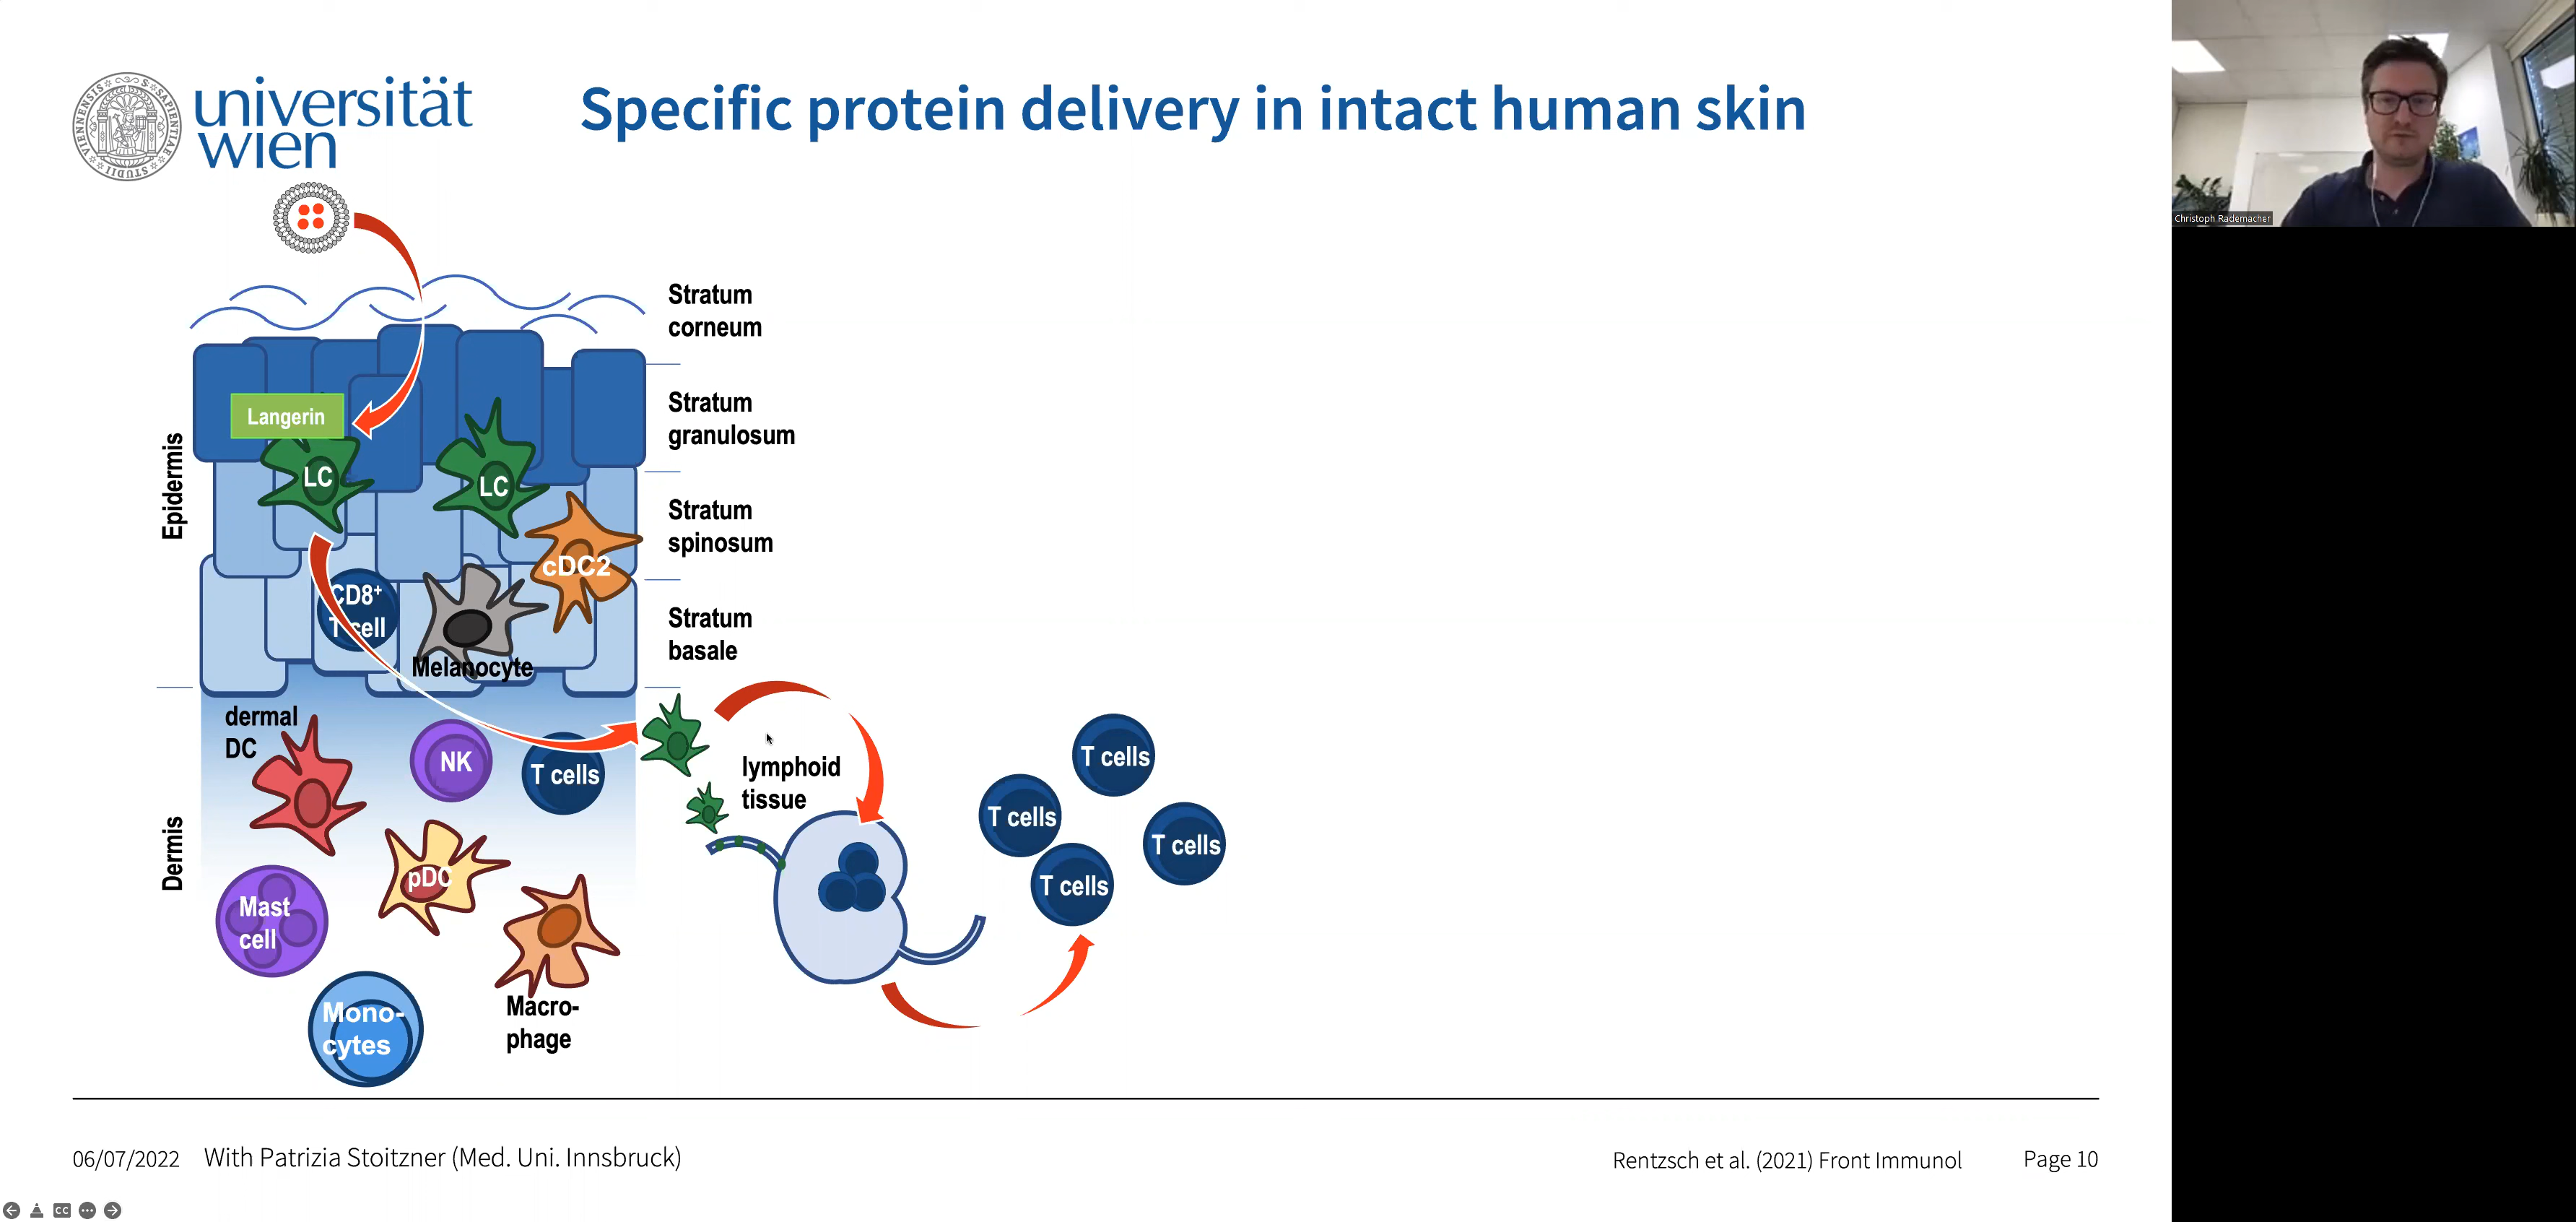 universität
wien
Specific protein delivery in intact human skin
Christoph Rademacher
Stratum
corneum
Stratum
granulosum
Stratum
spinosum
Stratum
basale
Epidermis
Langerin
LC
LC
cDC2
CD8+
T cell
Melanocyte
Dermis
dermal
DC
NK
T cells
pDC
Mast
cell
Mono-
cytes
Macro-
phage
lymphoid
tissue
T cells
T cells
T cells
T cells
06/07/2022
With Patrizia Stoitzner (Med. Uni. Innsbruck)
Rentzsch et al. (2021) Front Immunol
Page 10
CC